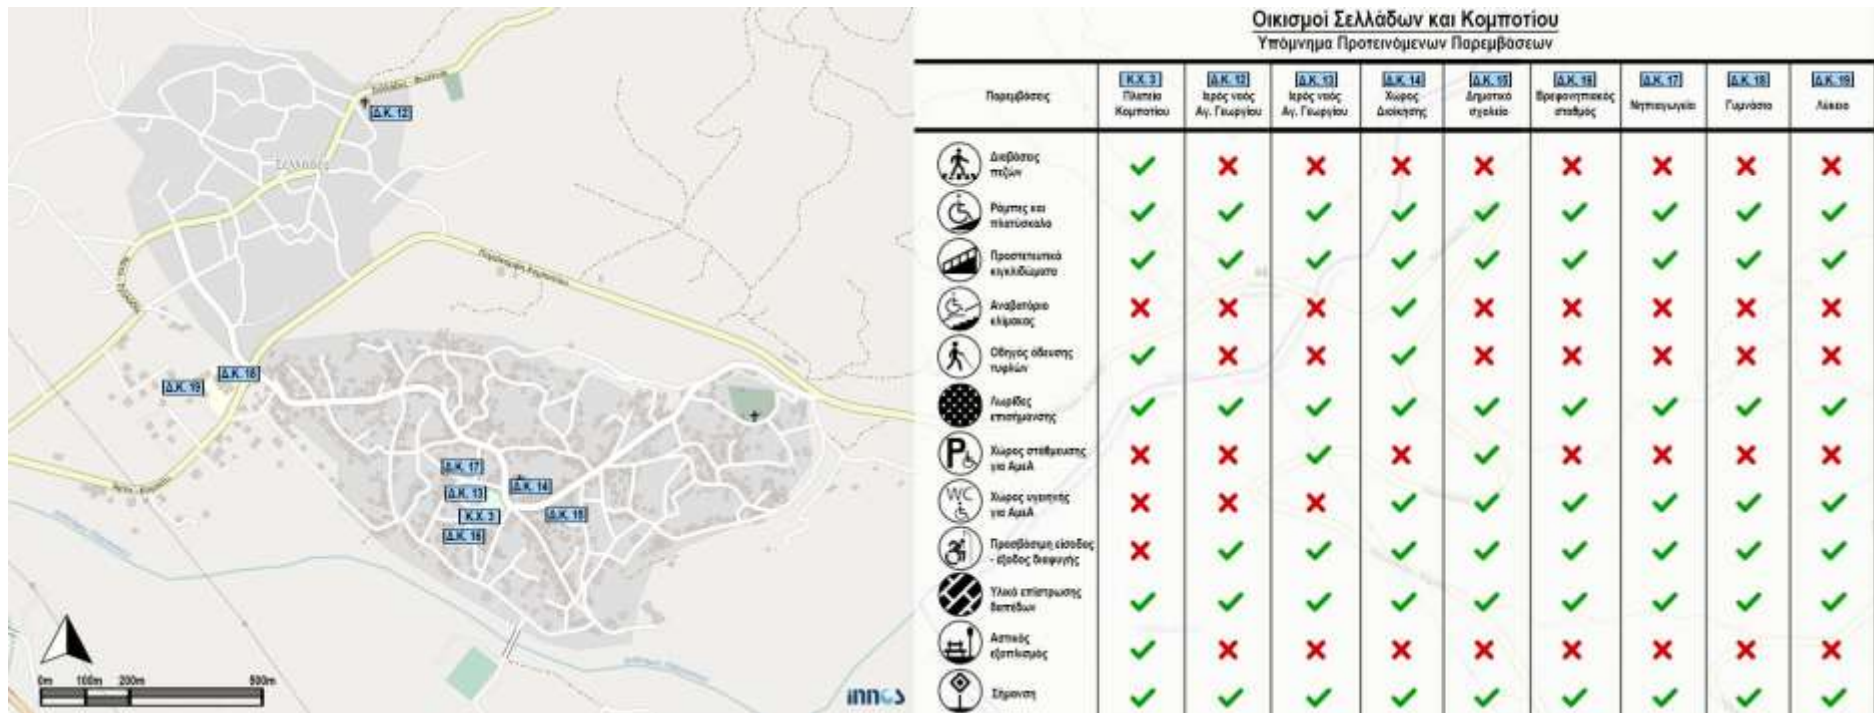 Οικισμοί Σελλάδων και Κομποτίου
Υπόμνημα Προτεινόμενων Παρεμβάσεων
Παρεμβάσεις
Κ.Χ. 3
Πλατεία
Κομποτίου
Δ.Κ. 12
Ιερός ναός
Αγ. Γεωργίου
Δ.Κ. 13
Ιερός ναός
Αγ. Γεωργίου
Δ.Κ. 14
Χώρος
Διοίκησης
Δ.Κ. 15
Δημοτικό
σχολείο
Δ.Κ. 16
Βρεφονηπιακός
σταθμός
Δ.Κ. 17
Νηπιαγωγείο
Δ.Κ. 18
Γυμνάσιο
Δ.Κ. 19
Λύκειο
Διαβάσεις
πεζών
Ράμπες και
πλατύσκαλα
Προστατευτικά
κιγκλιδώματα
Αναβατόριο
κλίμακος
Οδηγός όδευσης
τυφλών
Λωρίδες
επισήμανσης
P
Χώρος στάθμευσης
για ΑμεΑ
WC
Χώρος υγιεινής
για ΑμεΑ
Προσβάσιμη είσοδος
- έξοδος διαφυγής
Υλικό επίστρωσης
δαπέδων
Αστικός
εξοπλισμός
Σήμανση
Δ.Κ. 12
Σελλάδες
Δ.Κ. 18
Δ.Κ. 19
Δ.Κ. 17
Δ.Κ. 14
Δ.Κ. 13
Κ.Χ. 3
Δ.Κ. 15
Δ.Κ. 16
0m 100m 200m 500m
innos